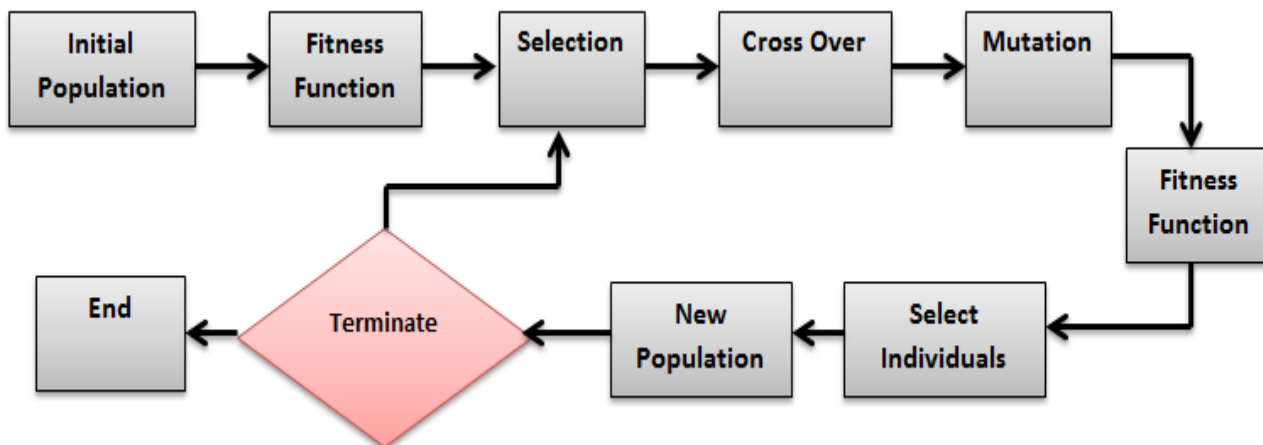 Initial
Population
Fitness
Function
Selection
Cross Over
Mutation
Fitness
Function
Select
Individuals
New
Population
Terminate
End